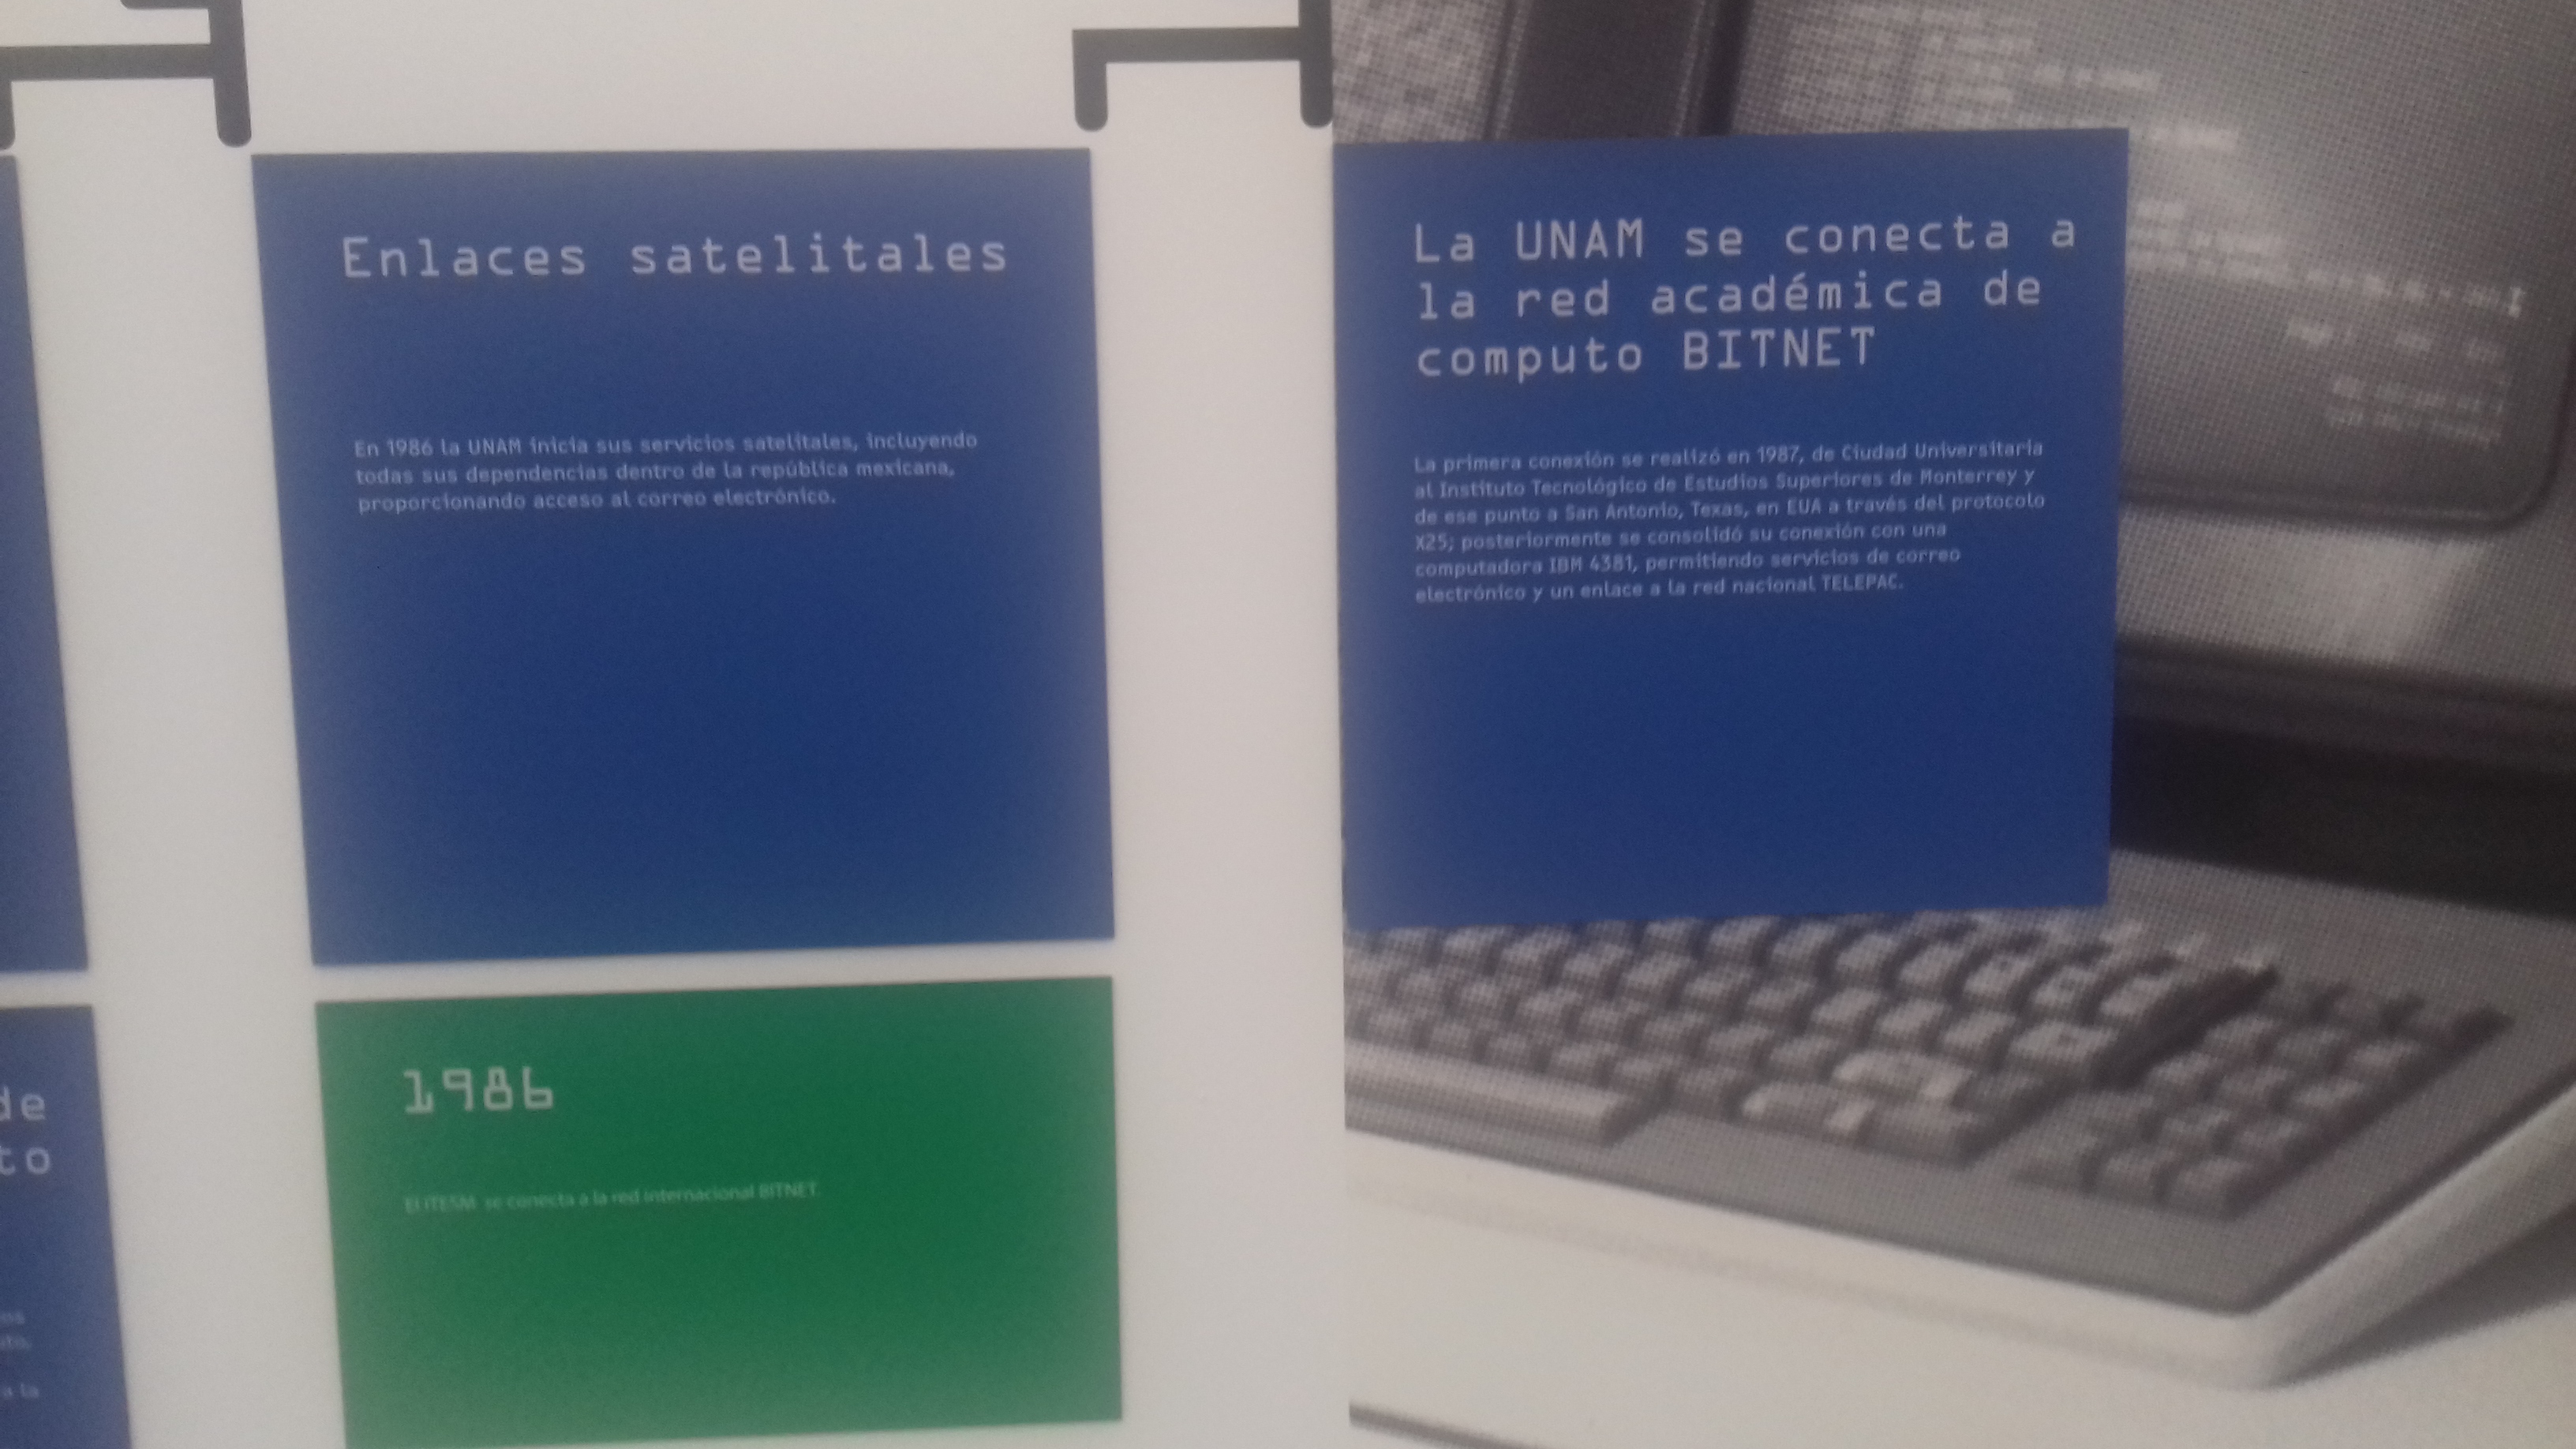 Enlaces satelitales
En 1986 la UNAM inicia sus servicios satelitales, incluyendo
todas sus dependencias dentro de la república mexicana,
proporcionando acceso al correo electrónico.
La UNAM se conecta a
la red académica de
computo BITNET
La primera conexión se realizó en 1987, de Ciudad Universitaria
al Instituto Tecnológico de Estudios Superiores de Monterrey y
de ese punto a San Antonio, Texas, en EUA a través del protocolo
X25; posteriormente se consolidó su conexión con una
computadora IBM 4381, permitiendo servicios de correo
electrónico y un enlace a la red nacional TELEPAC.
1986
El ITESM se conecta a la red internacional BITNET.
de
to
a la